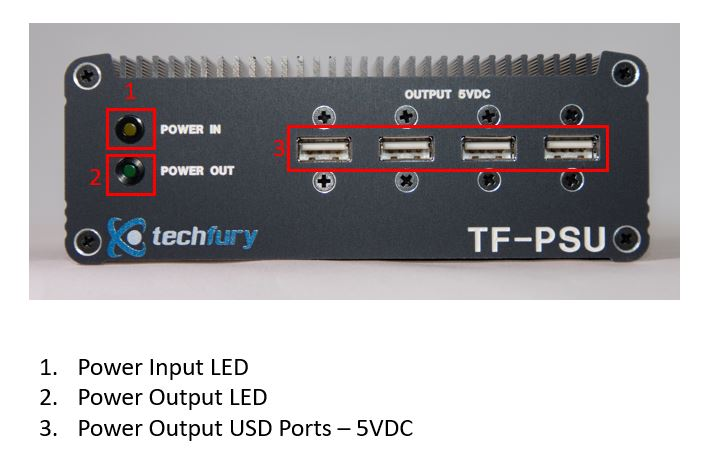 1
OUTPUT 5VDC
POWER IN
3
2
POWER OUT
techfury
TF-PSU
1. Power Input LED
2. Power Output LED
3. Power Output USD Ports – 5VDC